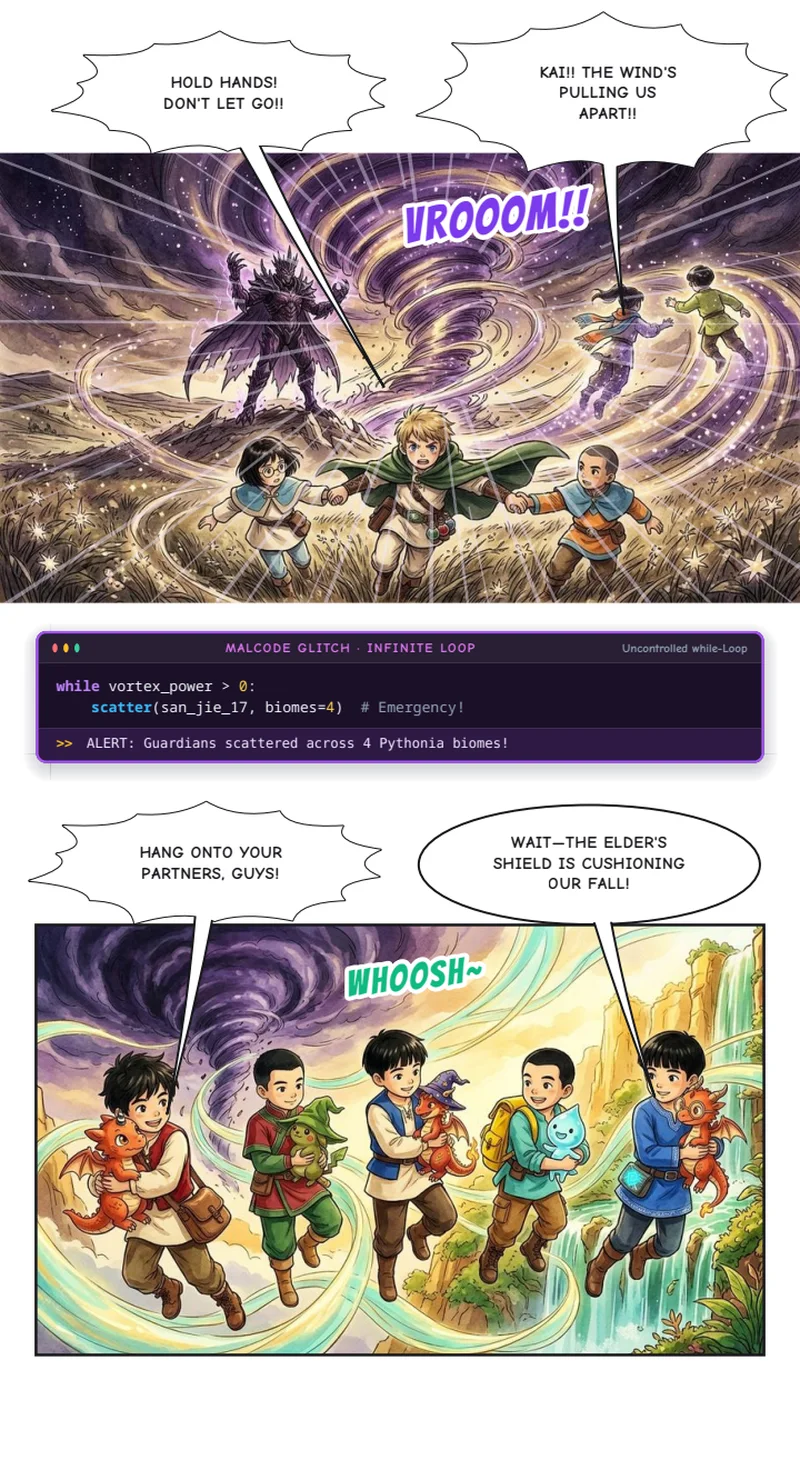 HOLD HANDS!
DON'T LET GO!!
KAI!! THE WIND'S
PULLING US
APART!!
VROOOM!!
MALCODE GLITCH · INFINITE LOOP
Uncontrolled while-Loop
while vortex_power > 0:
    scatter(san_jie_17, biomes=4)  # Emergency!
>> ALERT: Guardians scattered across 4 Pythonia biomes!
HANG ONTO YOUR
PARTNERS, GUYS!
WAIT—THE ELDER'S
SHIELD IS CUSHIONING
OUR FALL!
WHOOSH~